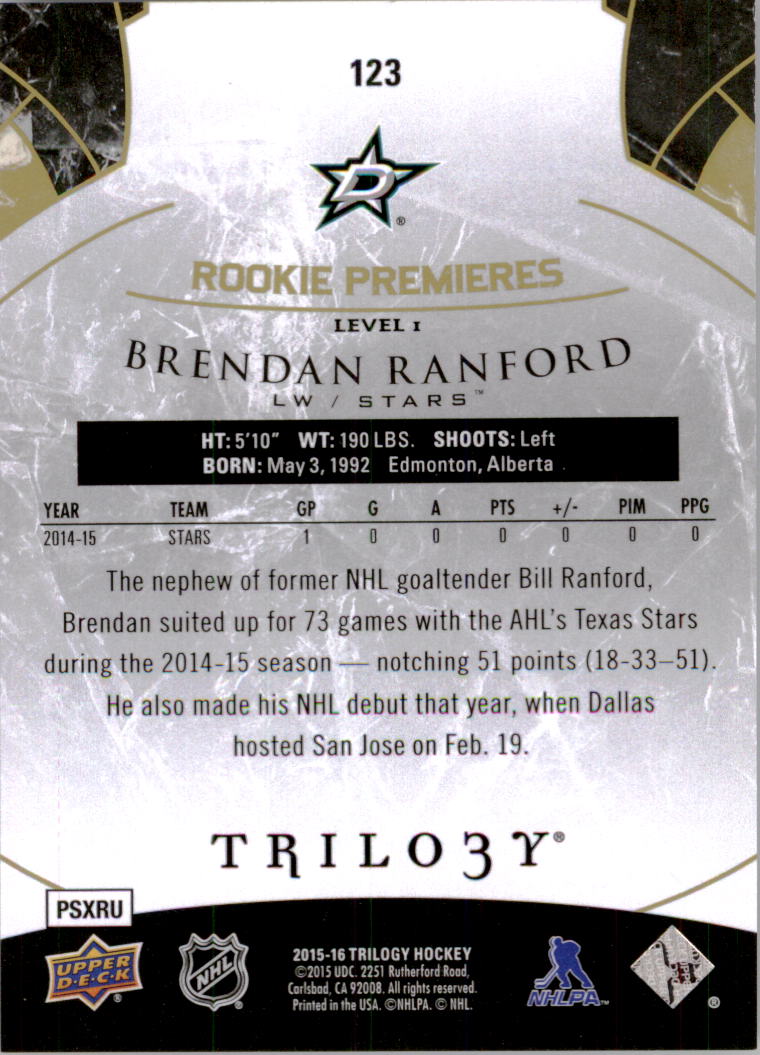 123
D
®
ROOKIE PREMIERES
LEVEL I
BRENDAN RANFORD
LW / STARS™
HT: 5'10" WT: 190 LBS. SHOOTS: Left
BORN: May 3, 1992 Edmonton, Alberta
YEAR TEAM GP G A PTS +/- PIM PPG
2014-15 STARS 1 0 0 0 0 0 0
The nephew of former NHL goaltender Bill Ranford,
Brendan suited up for 73 games with the AHL's Texas Stars
during the 2014-15 season — notching 51 points (18-33–51).
He also made his NHL debut that year, when Dallas
hosted San Jose on Feb. 19.
TRILO3Y®
PSXRU
UPPER
D·E·C·K
®
NHL
®
2015-16 TRILOGY HOCKEY
©2015 UDC. 2251 Rutherford Road,
Carlsbad, CA 92008. All rights reserved.
Printed in the USA. ©NHLPA. © NHL.
NHLPA™
®